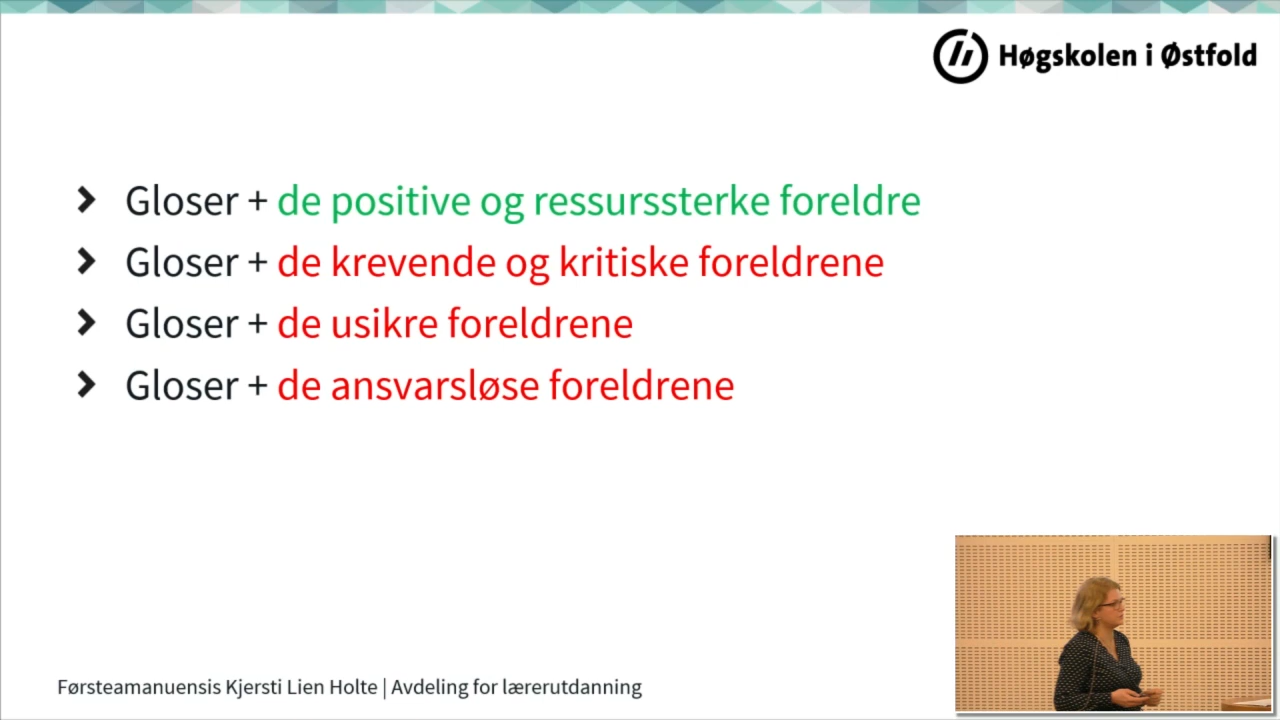 Høgskolen i Østfold
Gloser + de positive og ressurssterke foreldre
Gloser + de krevende og kritiske foreldrene
Gloser + de usikre foreldrene
Gloser + de ansvarsløse foreldrene
Førsteamanuensis Kjersti Lien Holte | Avdeling for lærerutdanning